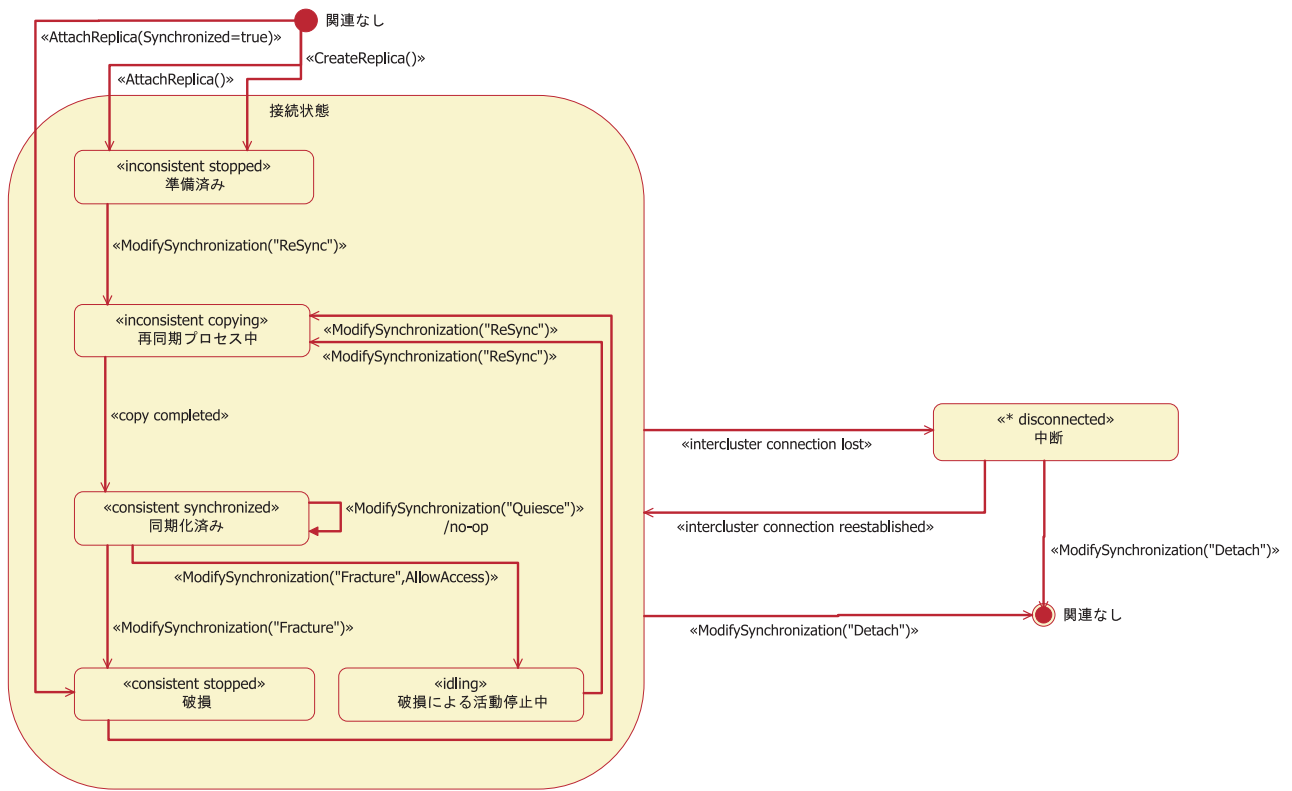 関連なし
«AttachReplica(Synchronized=true)»
«CreateReplica()»
«AttachReplica()»
接続状態
«inconsistent stopped»
準備済み
«ModifySynchronization("ReSync")»
«inconsistent copying»
再同期プロセス中
«ModifySynchronization("ReSync")»
«ModifySynchronization("ReSync")»
«copy completed»
«* disconnected»
中断
«intercluster connection lost»
«consistent synchronized»
同期化済み
«ModifySynchronization("Quiesce")»
/no-op
«intercluster connection reestablished»
«ModifySynchronization("Detach")»
«ModifySynchronization("Fracture",AllowAccess)»
«ModifySynchronization("Fracture")»
関連なし
«ModifySynchronization("Detach")»
«consistent stopped»
破損
«idling»
破損による活動停止中